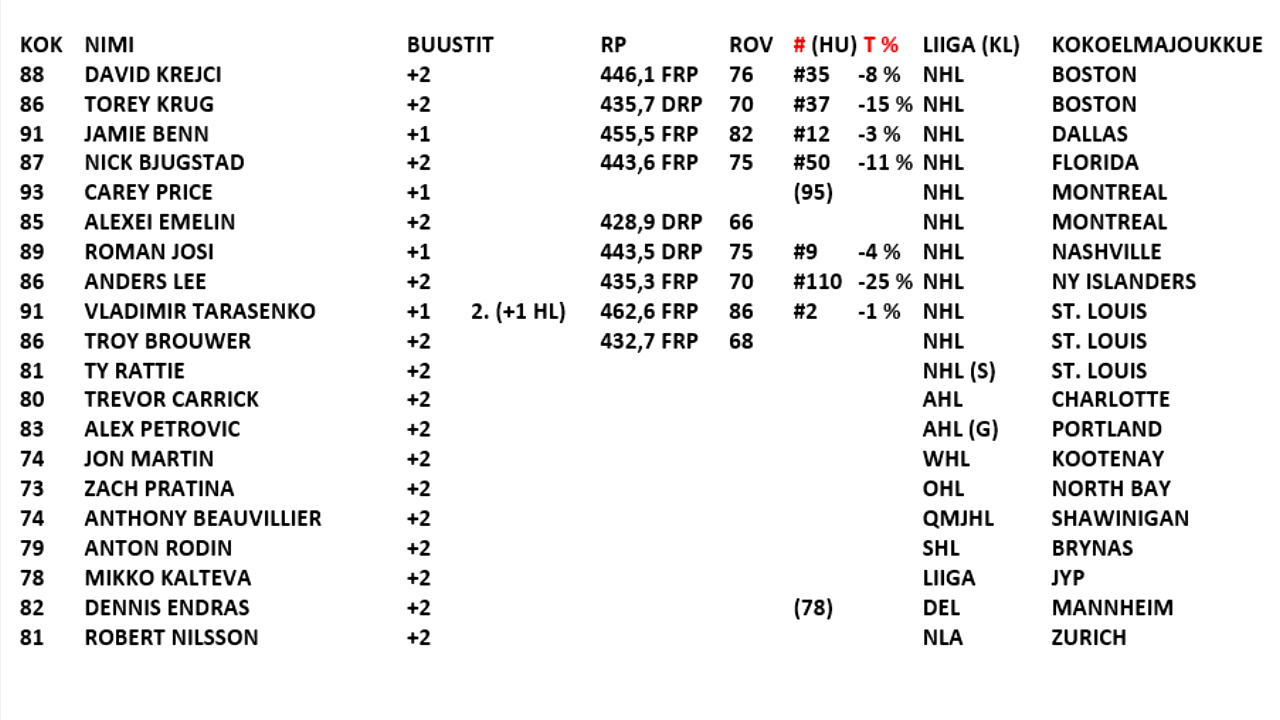 KOK NIMI BUUSTIT RP ROV # (HU) T % LIIGA (KL) KOKOELMAJOUKKUE
88 DAVID KREJCI +2 446,1 FRP 76 #35 -8 % NHL BOSTON
86 TOREY KRUG +2 435,7 DRP 70 #37 -15 % NHL BOSTON
91 JAMIE BENN +1 455,5 FRP 82 #12 -3 % NHL DALLAS
87 NICK BJUGSTAD +2 443,6 FRP 75 #50 -11 % NHL FLORIDA
93 CAREY PRICE +1 (95) NHL MONTREAL
85 ALEXEI EMELIN +2 428,9 DRP 66 NHL MONTREAL
89 ROMAN JOSI +1 443,5 DRP 75 #9 -4 % NHL NASHVILLE
86 ANDERS LEE +2 435,3 FRP 70 #110 -25 % NHL NY ISLANDERS
91 VLADIMIR TARASENKO +1 2. (+1 HL) 462,6 FRP 86 #2 -1 % NHL ST. LOUIS
86 TROY BROUWER +2 432,7 FRP 68 NHL ST. LOUIS
81 TY RATTIE +2 NHL (S) ST. LOUIS
80 TREVOR CARRICK +2 AHL CHARLOTTE
83 ALEX PETROVIC +2 AHL (G) PORTLAND
74 JON MARTIN +2 WHL KOOTENAY
73 ZACH PRATINA +2 OHL NORTH BAY
74 ANTHONY BEAUVILLIER +2 QMJHL SHAWINIGAN
79 ANTON RODIN +2 SHL BRYNAS
78 MIKKO KALTEVA +2 LIIGA JYP
82 DENNIS ENDRAS +2 (78) DEL MANNHEIM
81 ROBERT NILSSON +2 NLA ZURICH